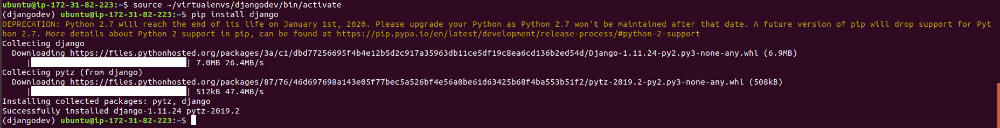 ubuntu@ip-172-31-82-223:~$ source ~/virtualenvs/djangodev/bin/activate
(djangodev) ubuntu@ip-172-31-82-223:~$ pip install django
DEPRECATION: Python 2.7 will reach the end of its life on January 1st, 2020. Please upgrade your Python as Python 2.7 won't be maintained after that date. A future version of pip will drop support for Pyt
hon 2.7. More details about Python 2 support in pip, can be found at https://pip.pypa.io/en/latest/development/release-process/#python-2-support
Collecting django
  Downloading https://files.pythonhosted.org/packages/3a/c1/dbd77256695f4b4e12b5d2c917a35963db11ce5df19c8ea6cd136b2ed54d/Django-1.11.24-py2.py3-none-any.whl (6.9MB)
     |████████████████████████████████| 7.0MB 26.4MB/s
Collecting pytz (from django)
  Downloading https://files.pythonhosted.org/packages/87/76/46d697698a143e05f77bec5a526bf4e56a0be61d63425b68f4ba553b51f2/pytz-2019.2-py2.py3-none-any.whl (508kB)
     |████████████████████████████████| 512kB 47.4MB/s
Installing collected packages: pytz, django
Successfully installed django-1.11.24 pytz-2019.2
(djangodev) ubuntu@ip-172-31-82-223:~$